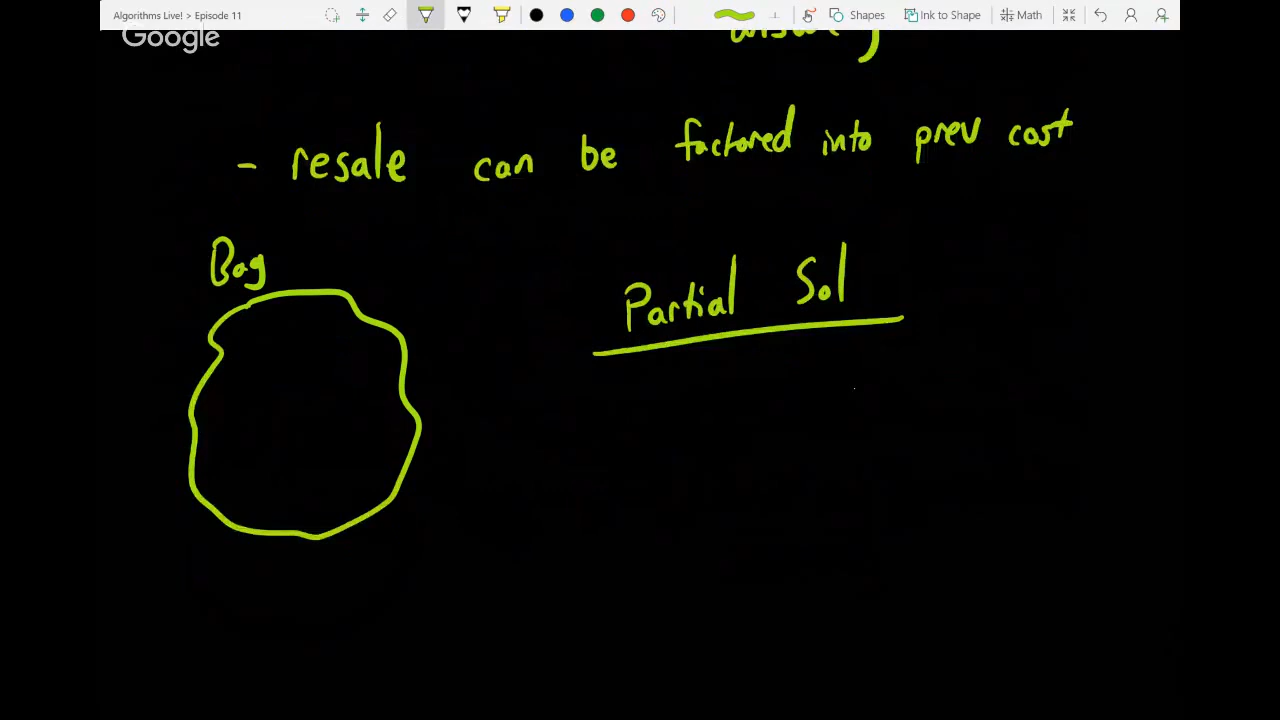 Algorithms Live! > Episode 11
Shapes
Ink to Shape
Math
Google
- resale can be factored into prev cost
Bag
Partial Sol